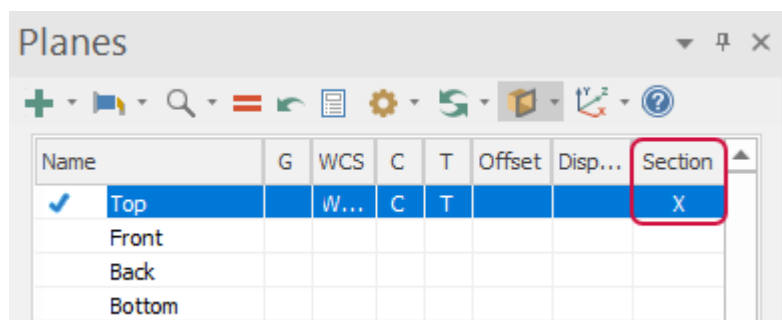 Planes
Name G WCS C T Offset Disp... Section
Top W... C T X
Front
Back
Bottom